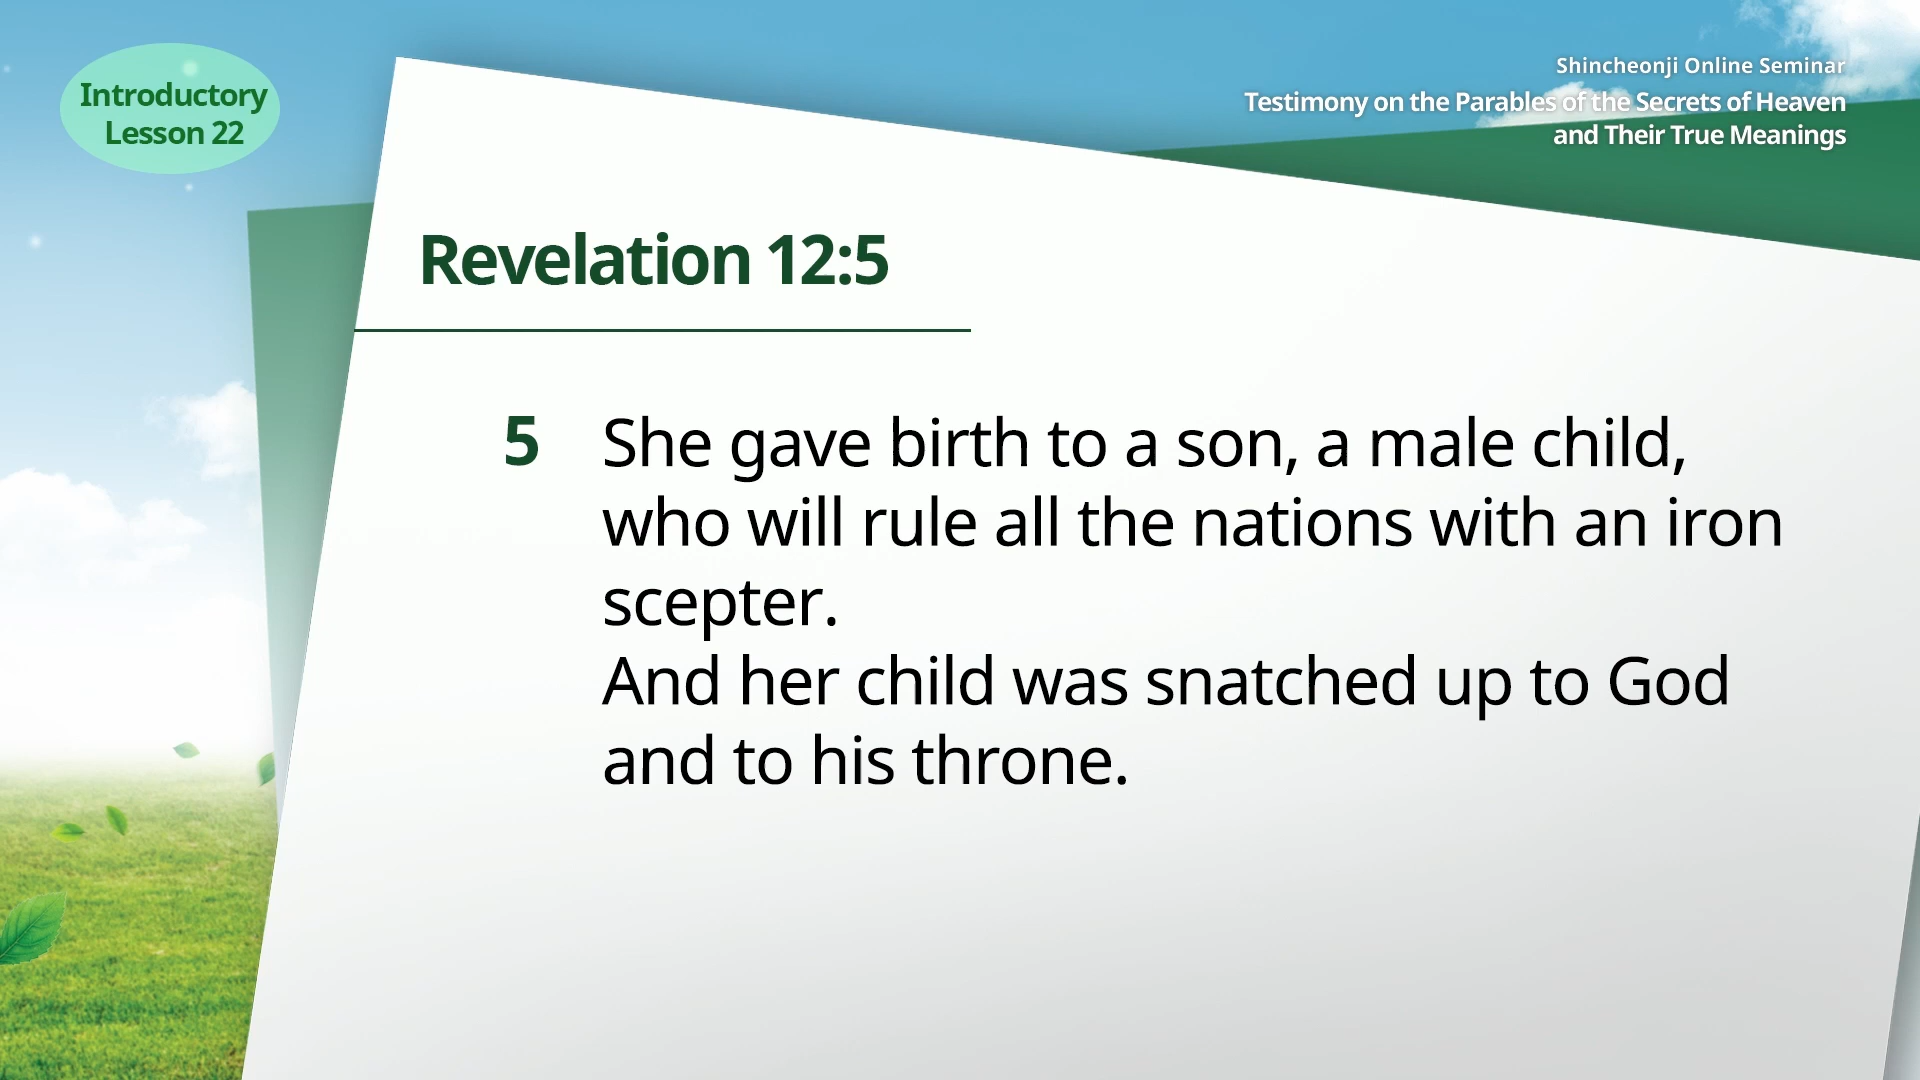 Introductory
Lesson 22
Shincheonji Online Seminar
Testimony on the Parables of the Secrets of Heaven
and Their True Meanings
Revelation 12:5
5 She gave birth to a son, a male child,
who will rule all the nations with an iron
scepter.
And her child was snatched up to God
and to his throne.